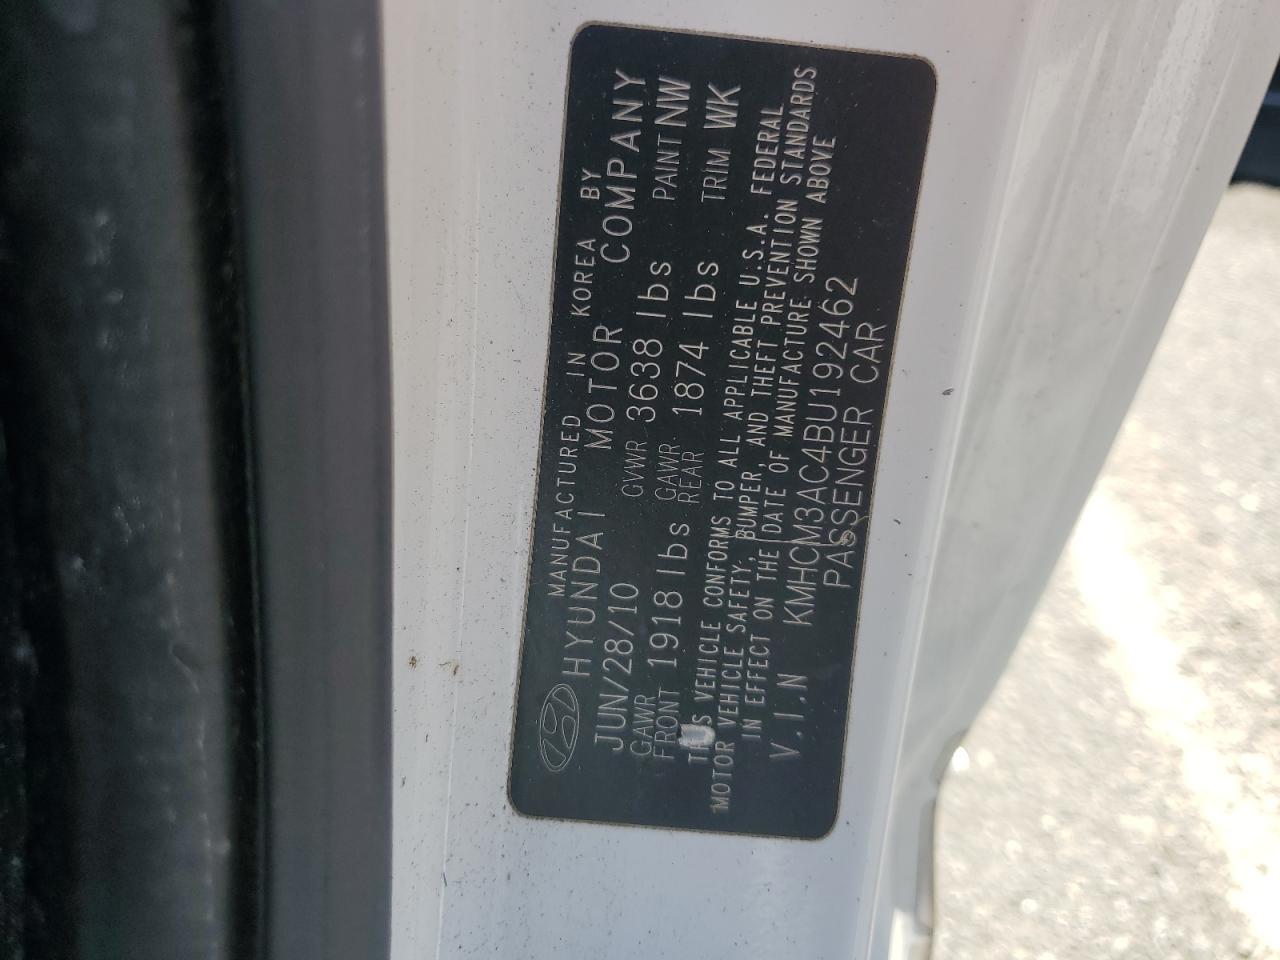 MANUFACTURED IN KOREA BY
HYUNDAI MOTOR COMPANY
JUN/28/10 GVWR 3638 lbs PAINT NW
GAWR FRONT 1918 lbs GAWR REAR 1874 lbs TRIM WK
VEHICLE CONFORMS TO ALL APPLICABLE U.S.A. FEDERAL
MOTOR VEHICLE SAFETY, BUMPER, AND THEFT PREVENTION STANDARDS
IN EFFECT ON THE DATE OF MANUFACTURE SHOWN ABOVE
V.I.N KMHCM3AC4BU192462
PASSENGER CAR